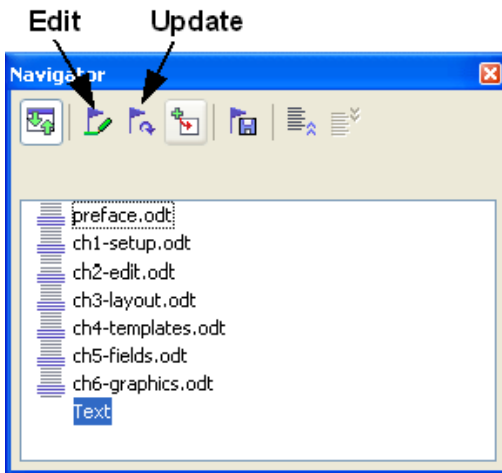 Edit Update
Navigator
preface.odt
ch1-setup.odt
ch2-edit.odt
ch3-layout.odt
ch4-templates.odt
ch5-fields.odt
ch6-graphics.odt
Text